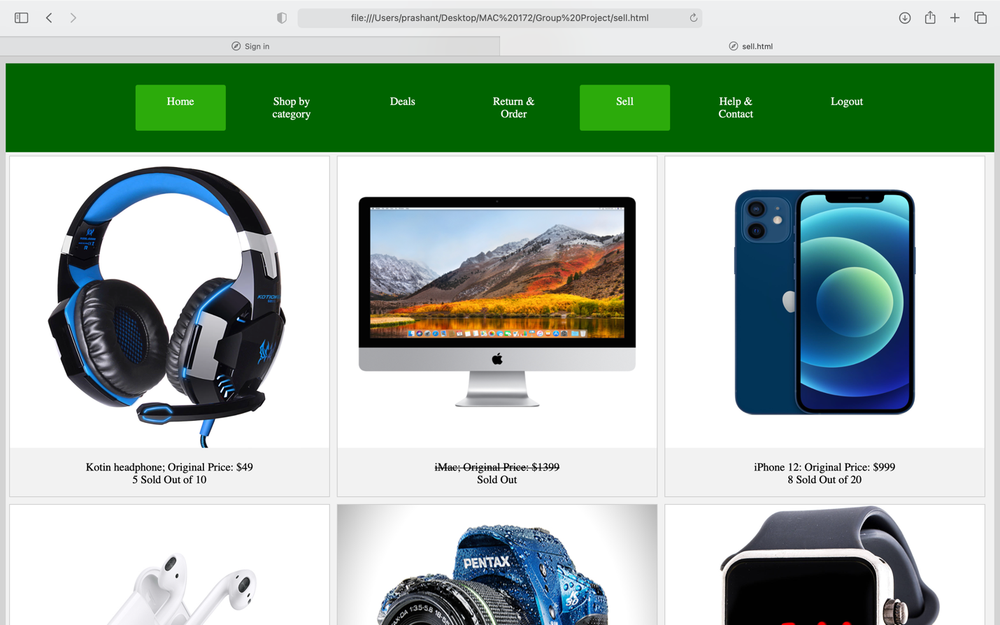 file:///Users/prashant/Desktop/MAC%20172/Group%20Project/sell.html
Sign in
sell.html
Home
Shop by
category
Deals
Return &
Order
Sell
Help &
Contact
Logout
R
KOTION
Kotin headphone; Original Price: $49
5 Sold Out of 10
iMac; Original Price: $1399
Sold Out
iPhone 12: Original Price: $999
8 Sold Out of 20
PENTAX